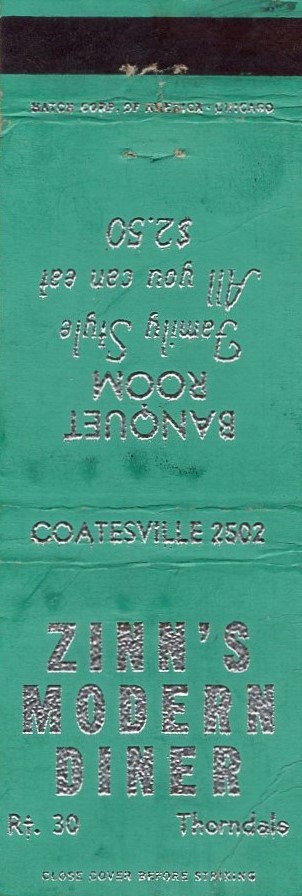 MATCH CORP. OF AMERICA - CHICAGO
BANQUET
ROOM
Family Style
All you can eat
$2.50
COATESVILLE 2502
ZINN'S
MODERN
DINER
Rt. 30 Thorndale
CLOSE COVER BEFORE STRIKING